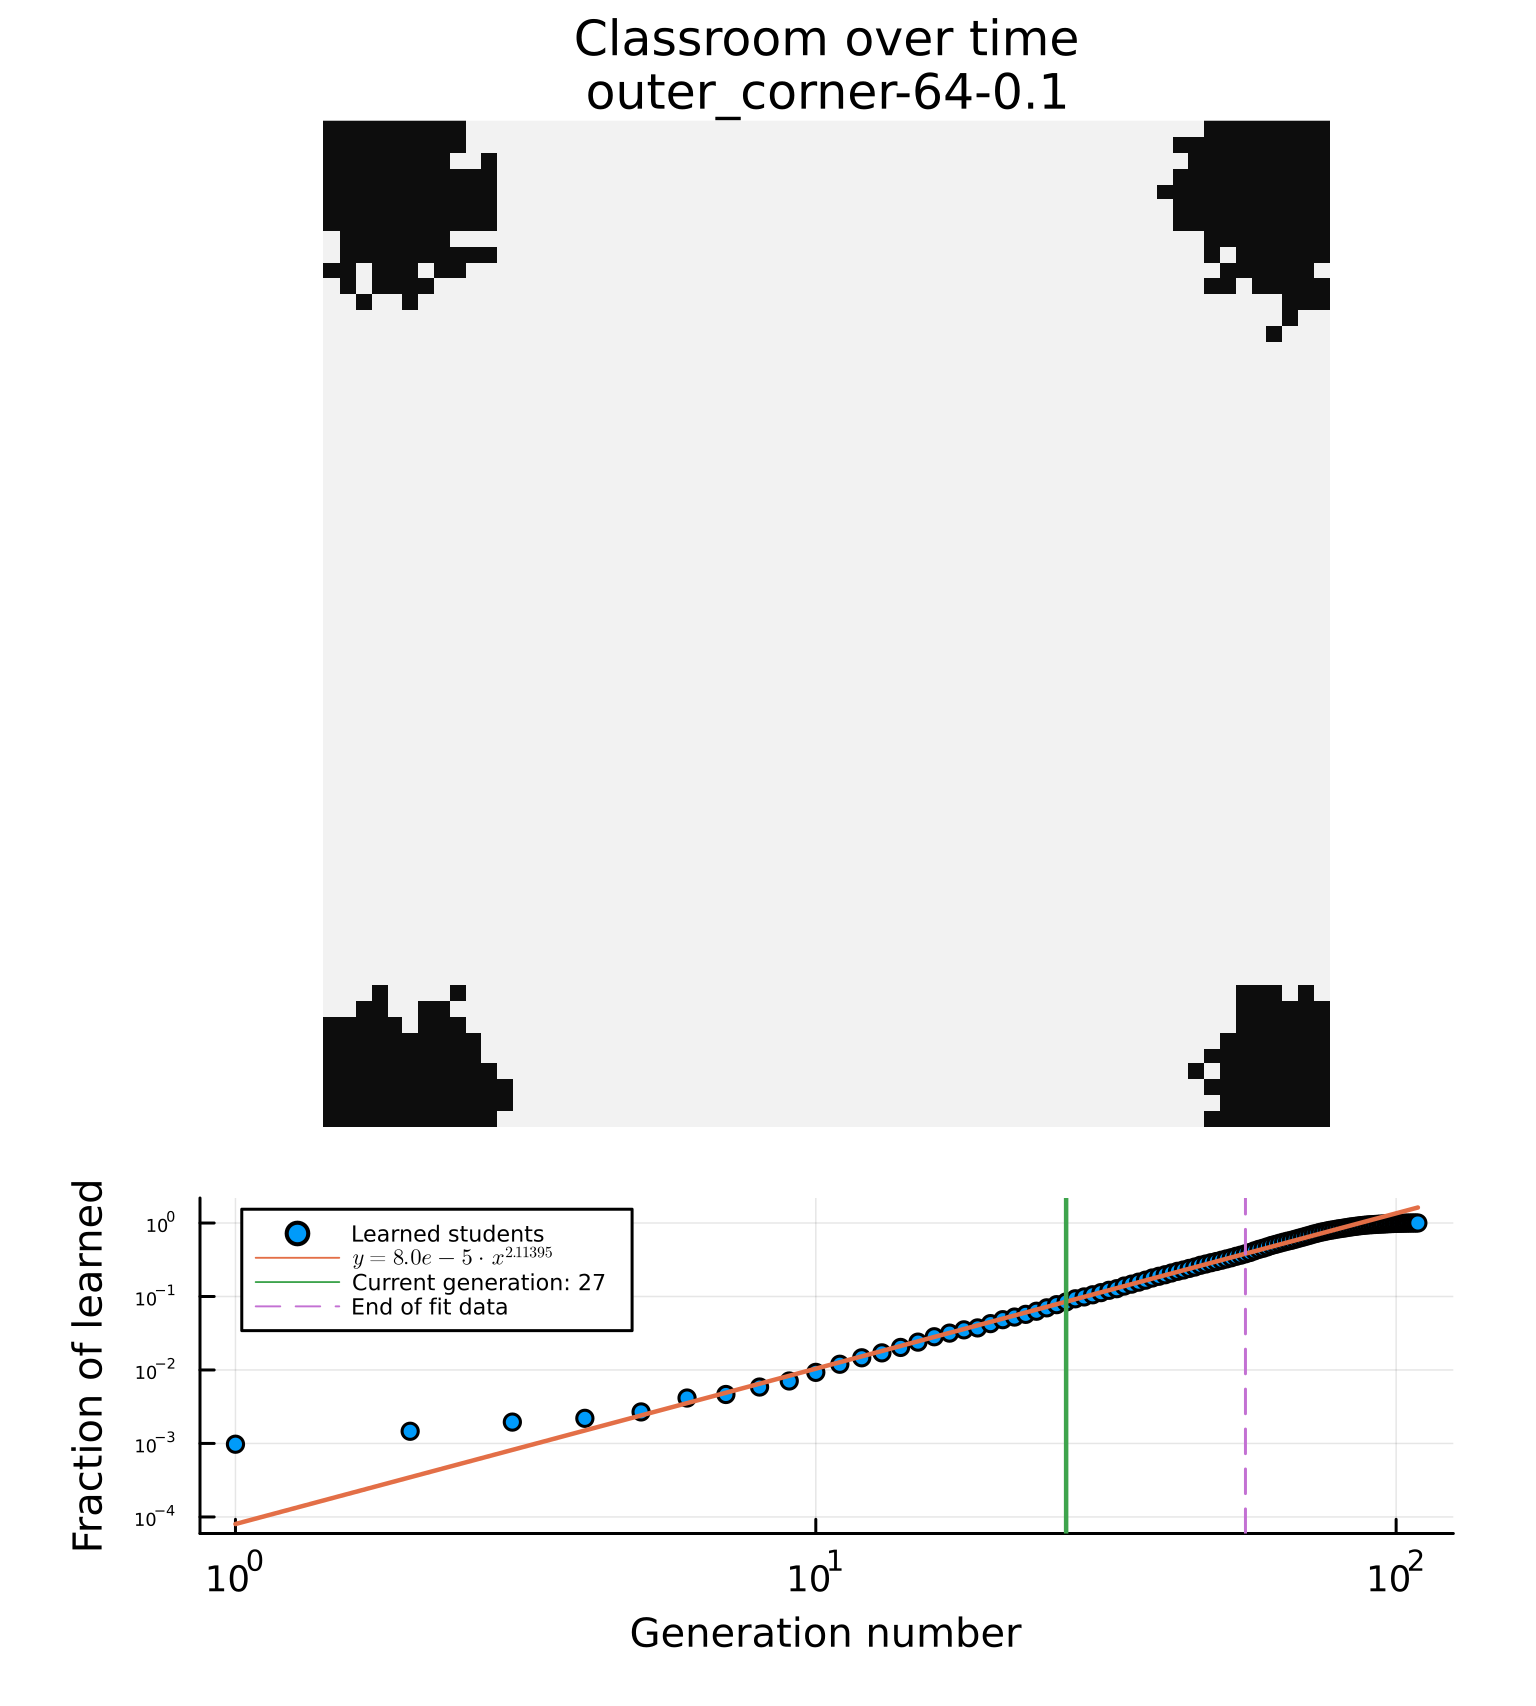 Classroom over time
outer_corner-64-0.1
Fraction of learned
10^0
10^−1
10^−2
10^−3
10^−4
Learned students
y = 8.0e − 5 · x^2.11395
Current generation: 27
End of fit data
10^0 10^1 10^2
Generation number